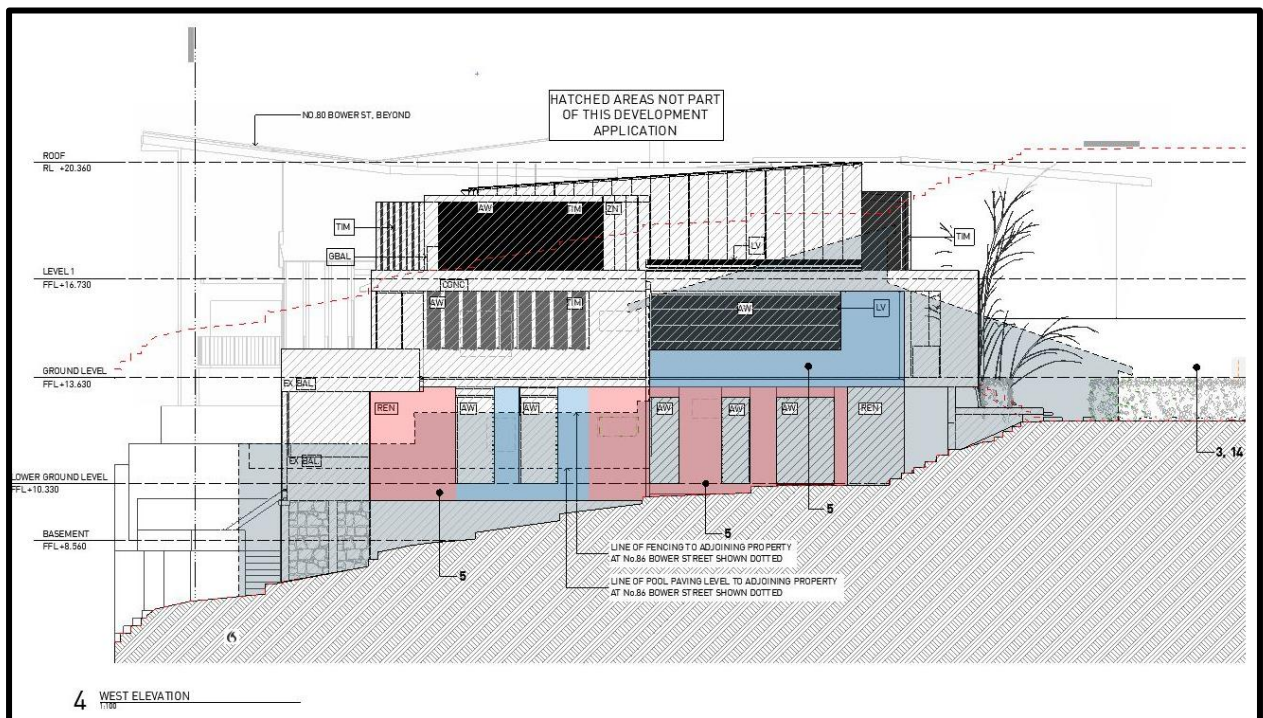 HATCHED AREAS NOT PART
OF THIS DEVELOPMENT
APPLICATION
NO.80 BOWER ST, BEYOND
ROOF
RL +20.360
AW
TIM
ZN
TIM
GBAL
LV
TIM
LEVEL 1
FFL+16.730
CONC
AW
TIM
AW
LV
GROUND LEVEL
FFL+13.630
EX BAL
5
REN
AW
AW
AW
AW
AW
REN
3, 14
EX BAL
LOWER GROUND LEVEL
FFL+10.330
5
5
BASEMENT
FFL+8.560
LINE OF FENCING TO ADJOINING PROPERTY
AT No.86 BOWER STREET SHOWN DOTTED
LINE OF POOL PAVING LEVEL TO ADJOINING PROPERTY
AT No.86 BOWER STREET SHOWN DOTTED
4 WEST ELEVATION
1:100